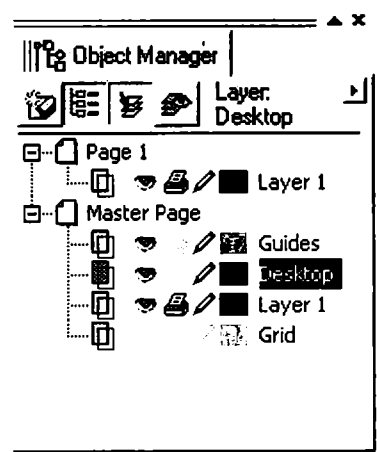 Object Manager
Layer:
Desktop
Page 1
Layer 1
Master Page
Guides
Desktop
Layer 1
Grid